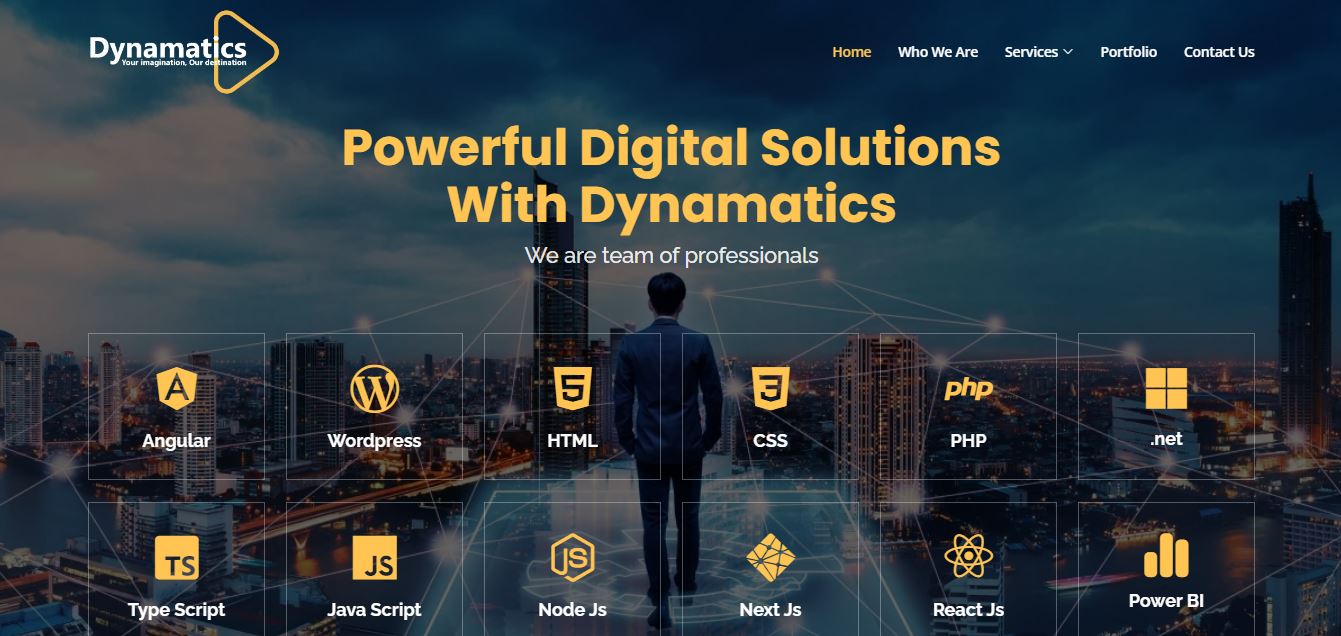 Dynamatics
Your imagination, Our destination
Home Who We Are Services Portfolio Contact Us
Powerful Digital Solutions
With Dynamatics
We are team of professionals
Angular Wordpress HTML CSS PHP .net
php
TS JS JS
Type Script Java Script Node Js Next Js React Js Power BI